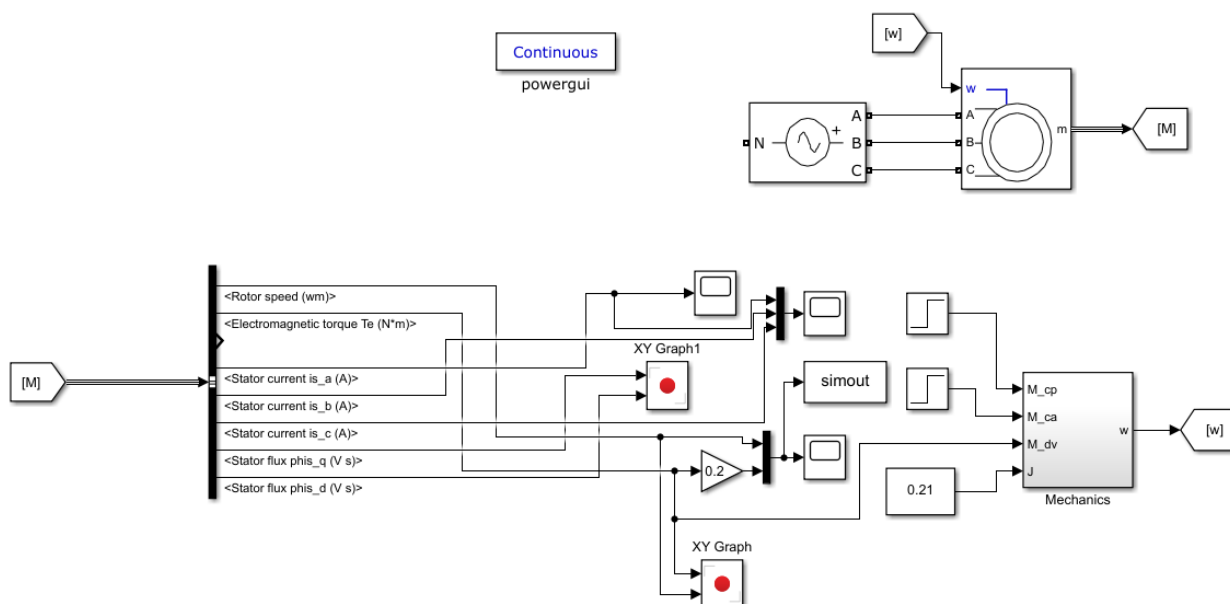 [w]
Continuous
powergui
w
A
A
N
+
B
B
m
[M]
C
C
<Rotor speed (wm)>
<Electromagnetic torque Te (N*m)>
XY Graph1
[M]
<Stator current is_a (A)>
simout
M_cp
<Stator current is_b (A)>
M_ca
<Stator current is_c (A)>
w
[w]
M_dv
<Stator flux phis_q (V s)>
0.2
J
<Stator flux phis_d (V s)>
0.21
Mechanics
XY Graph